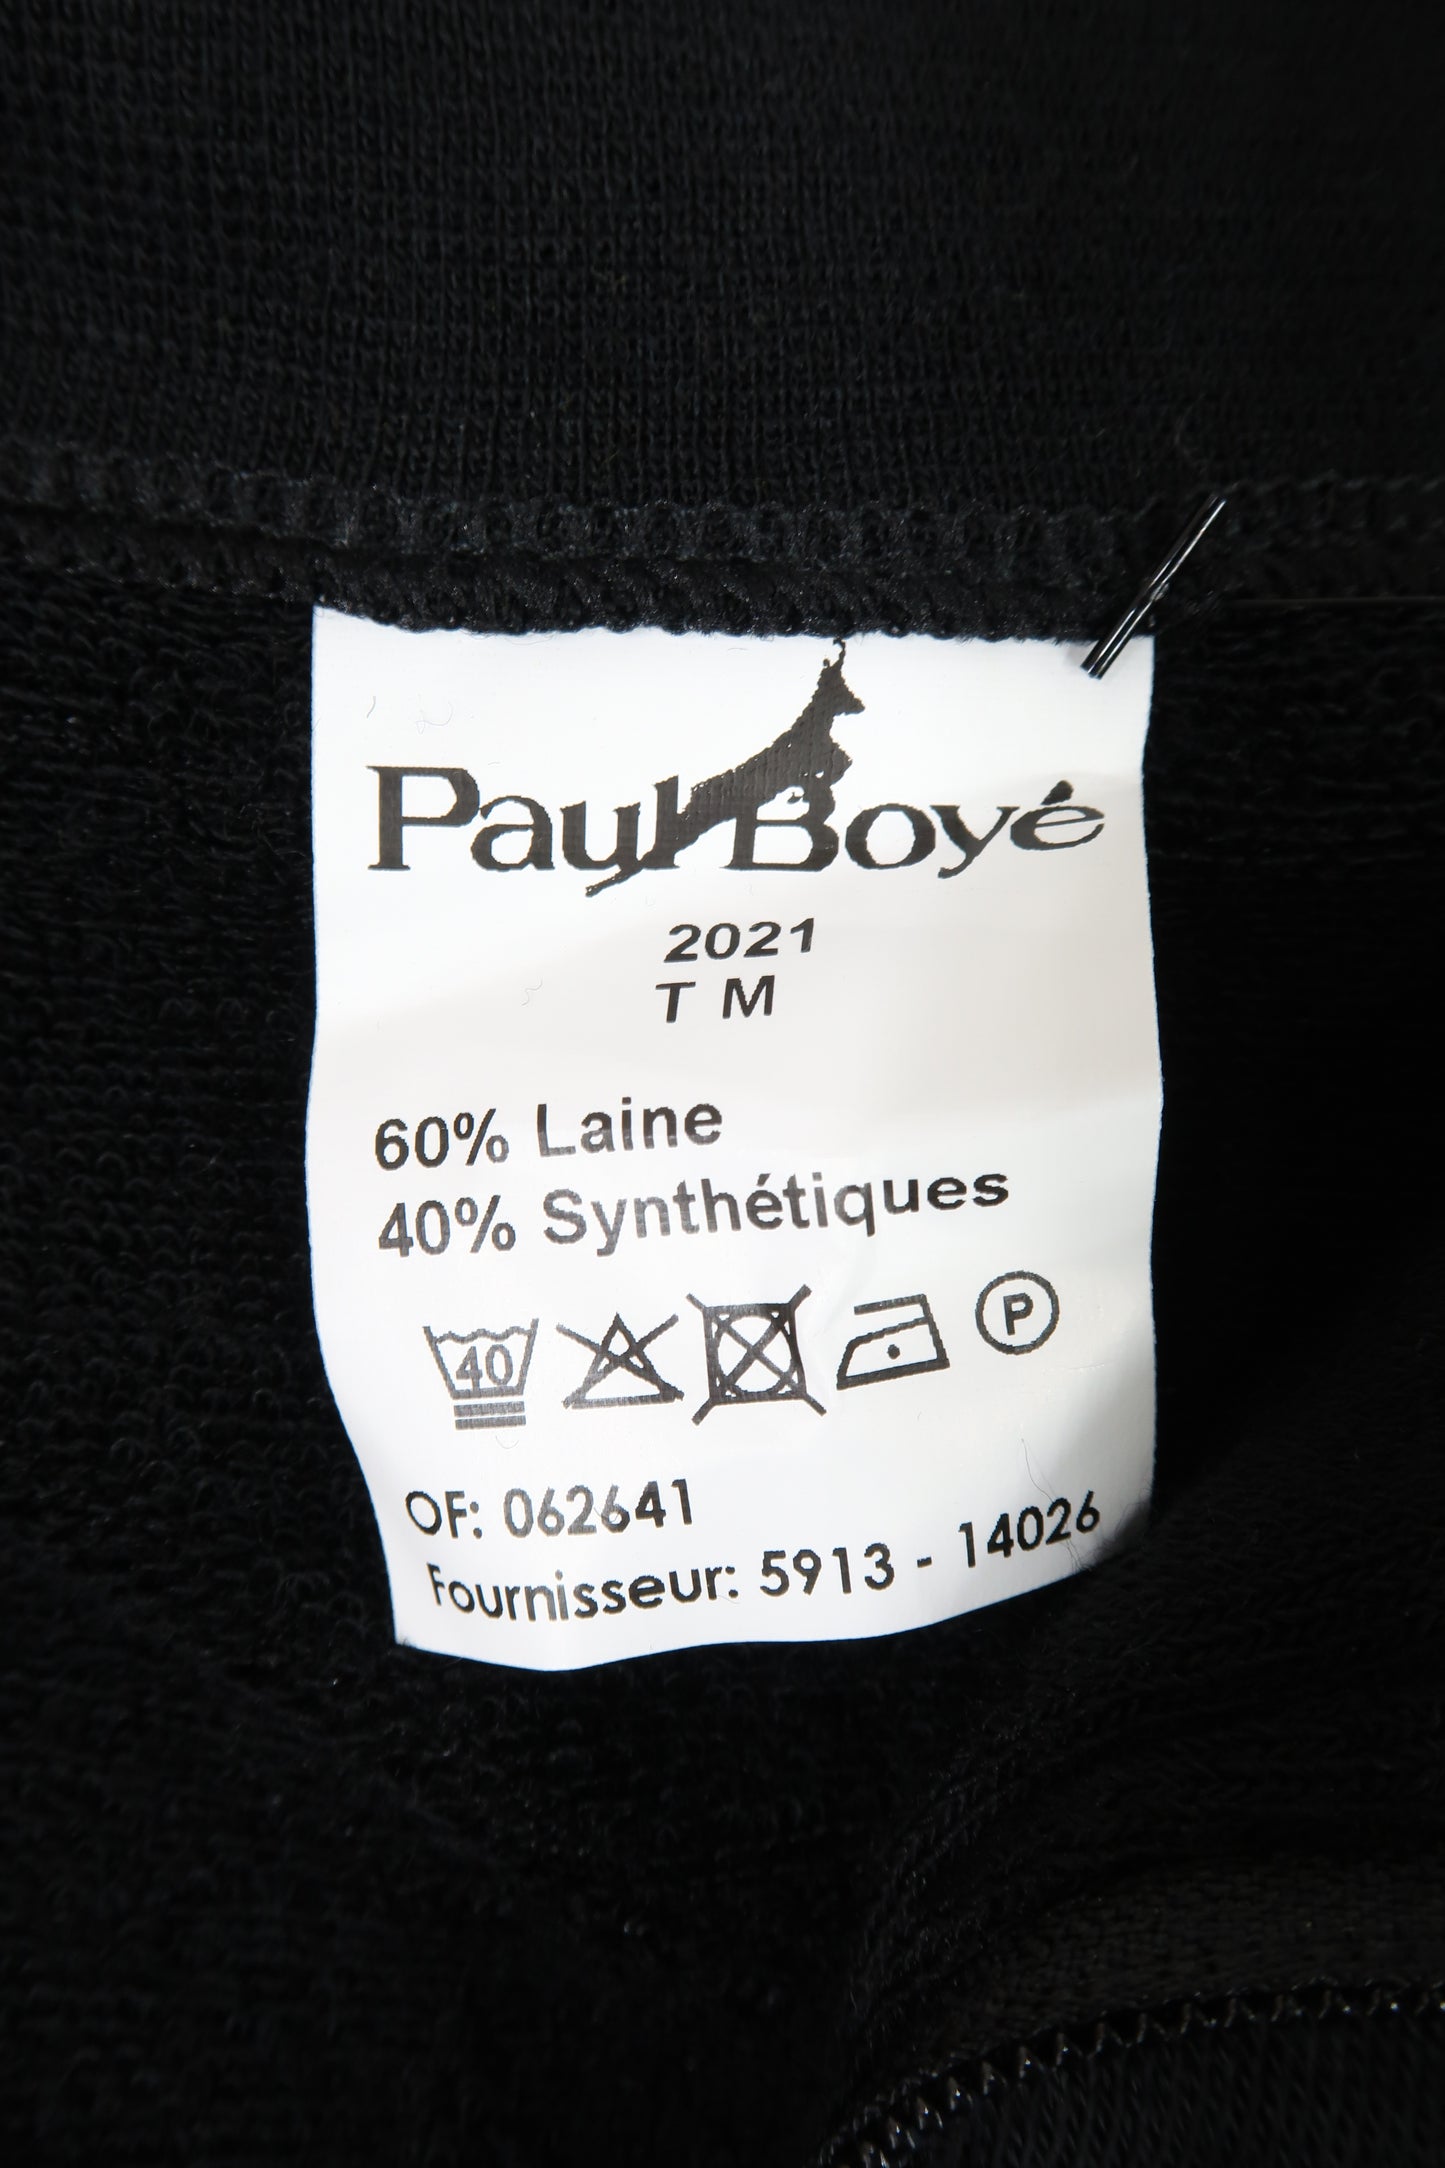 Paul Boyé
2021
T M
60% Laine
40% Synthétiques
40
P
OF: 062641
Fournisseur: 5913 - 14026